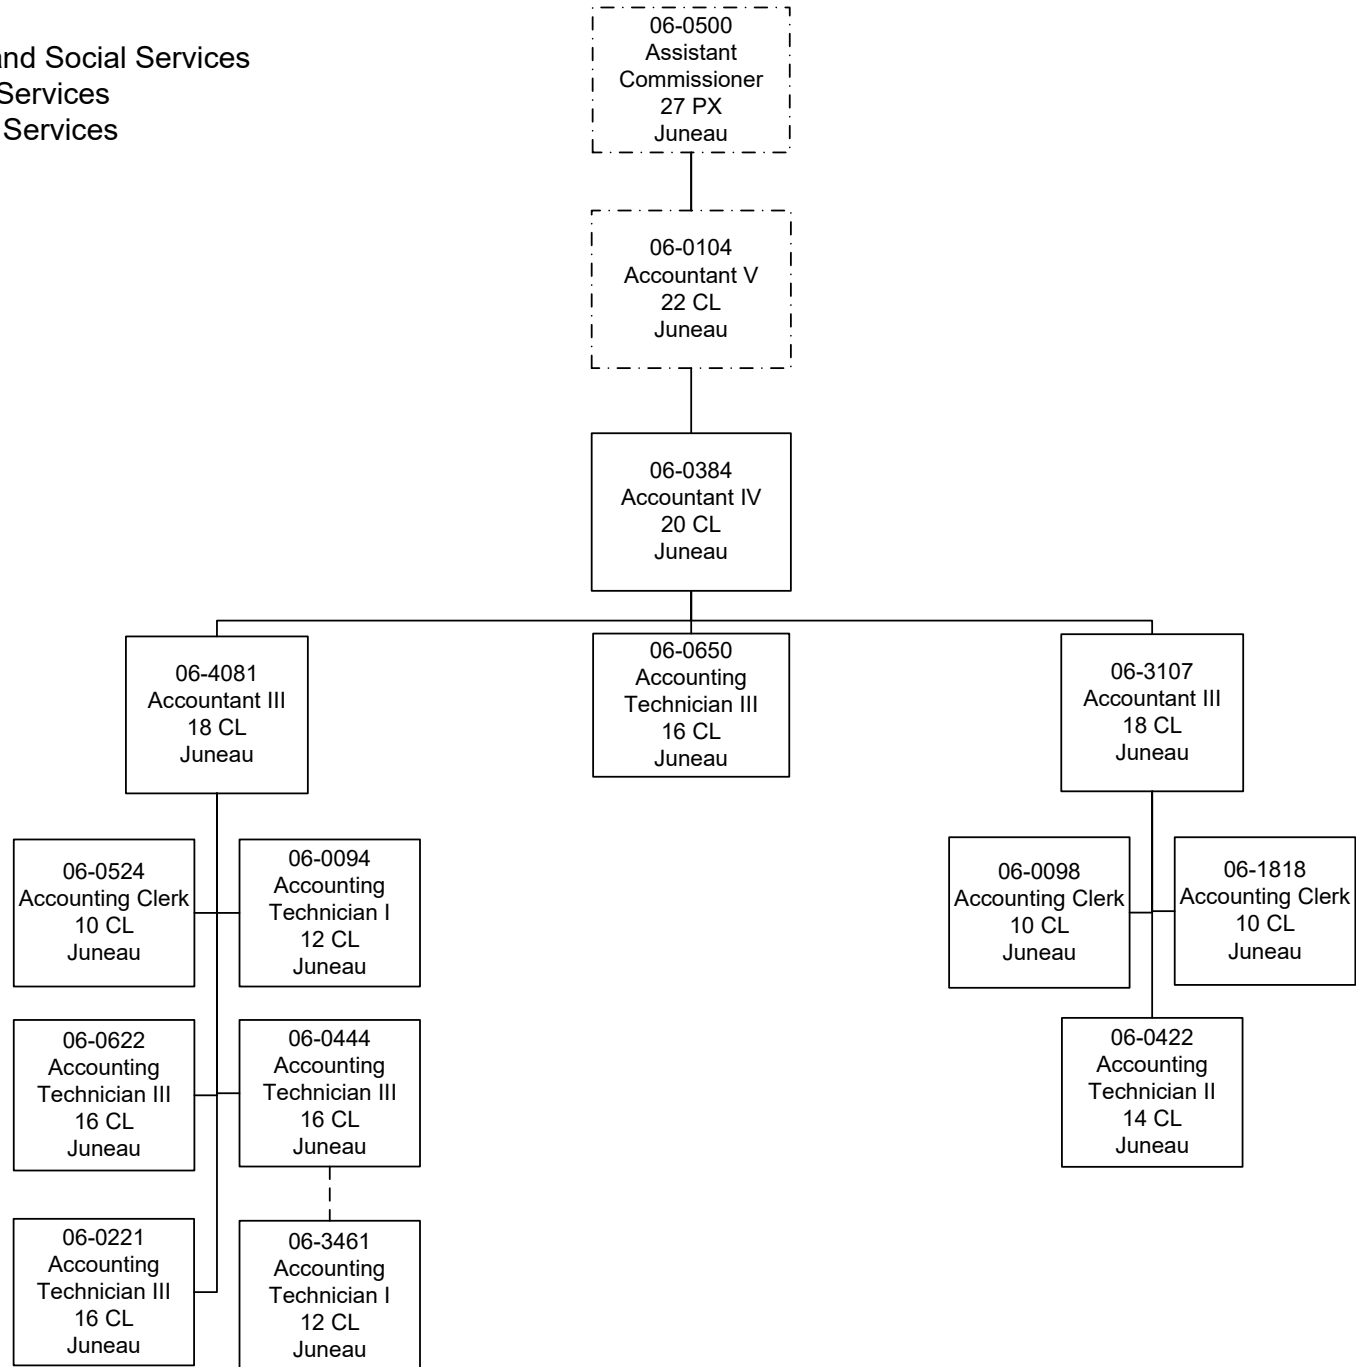 and Social Services
Services
Services
06-0500
Assistant
Commissioner
27 PX
Juneau
06-0104
Accountant V
22 CL
Juneau
06-0384
Accountant IV
20 CL
Juneau
06-4081
Accountant III
18 CL
Juneau
06-0650
Accounting
Technician III
16 CL
Juneau
06-3107
Accountant III
18 CL
Juneau
06-0524
Accounting Clerk
10 CL
Juneau
06-0094
Accounting
Technician I
12 CL
Juneau
06-0098
Accounting Clerk
10 CL
Juneau
06-1818
Accounting Clerk
10 CL
Juneau
06-0622
Accounting
Technician III
16 CL
Juneau
06-0444
Accounting
Technician III
16 CL
Juneau
06-0422
Accounting
Technician II
14 CL
Juneau
06-0221
Accounting
Technician III
16 CL
Juneau
06-3461
Accounting
Technician I
12 CL
Juneau